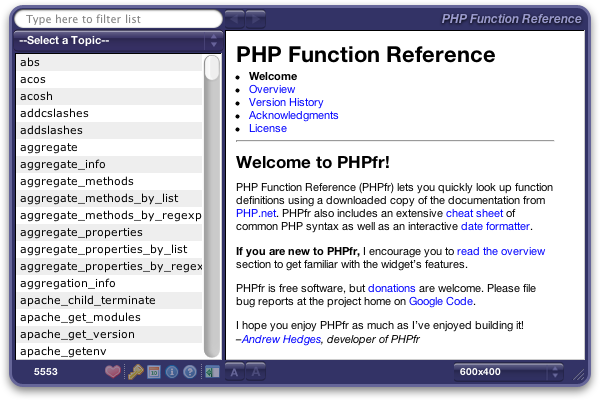 Type here to filter list
PHP Function Reference
--Select a Topic--
abs
acos
acosh
addcslashes
addslashes
aggregate
aggregate_info
aggregate_methods
aggregate_methods_by_list
aggregate_methods_by_regexp
aggregate_properties
aggregate_properties_by_list
aggregate_properties_by_regex
aggregation_info
apache_child_terminate
apache_get_modules
apache_get_version
apache_getenv
PHP Function Reference
Welcome
Overview
Version History
Acknowledgments
License
Welcome to PHPfr!
PHP Function Reference (PHPfr) lets you quickly look up function
definitions using a downloaded copy of the documentation from
PHP.net. PHPfr also includes an extensive cheat sheet of
common PHP syntax as well as an interactive date formatter.
If you are new to PHPfr, I encourage you to read the overview
section to get familiar with the widget's features.
PHPfr is free software, but donations are welcome. Please file
bug reports at the project home on Google Code.
I hope you enjoy PHPfr as much as I've enjoyed building it!
–Andrew Hedges, developer of PHPfr
5553
A A
600x400